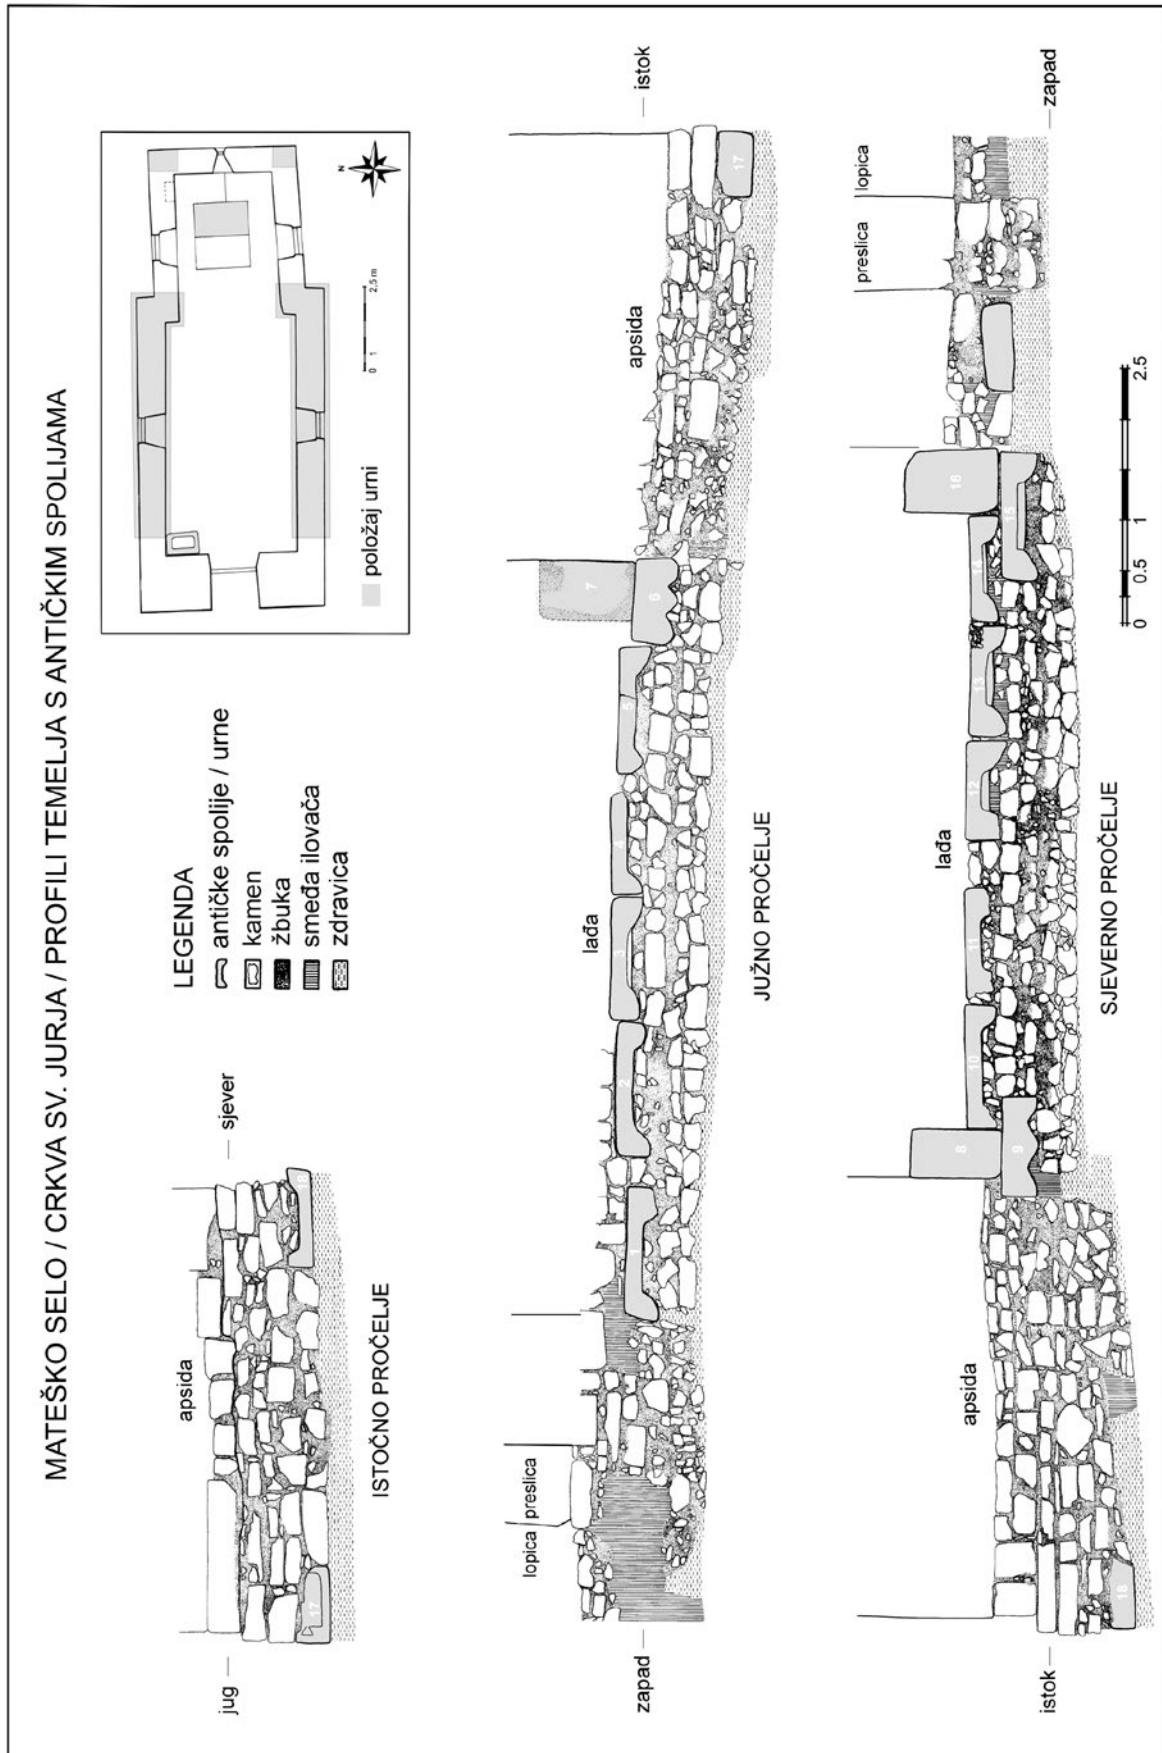 MATEŠKO SELO / CRKVA SV. JURJA / PROFILI TEMELJA S ANTIČKIM SPOLIJAMA
jug
apsida
sjever
17
18
ISTOČNO PROČELJE
LEGENDA
antičke spolije / urne
kamen
žbuka
smeđa ilovača
zdravica
N
0 1 2,5 m
položaj urni
zapad
lopica preslica
lađa
apsida
istok
1 2 3 4 5 6 7 17
JUŽNO PROČELJE
istok
apsida
lađa
preslica lopica
zapad
18 8 9 10 11 12 13 14 15 16
SJEVERNO PROČELJE
0 0.5 1 2.5